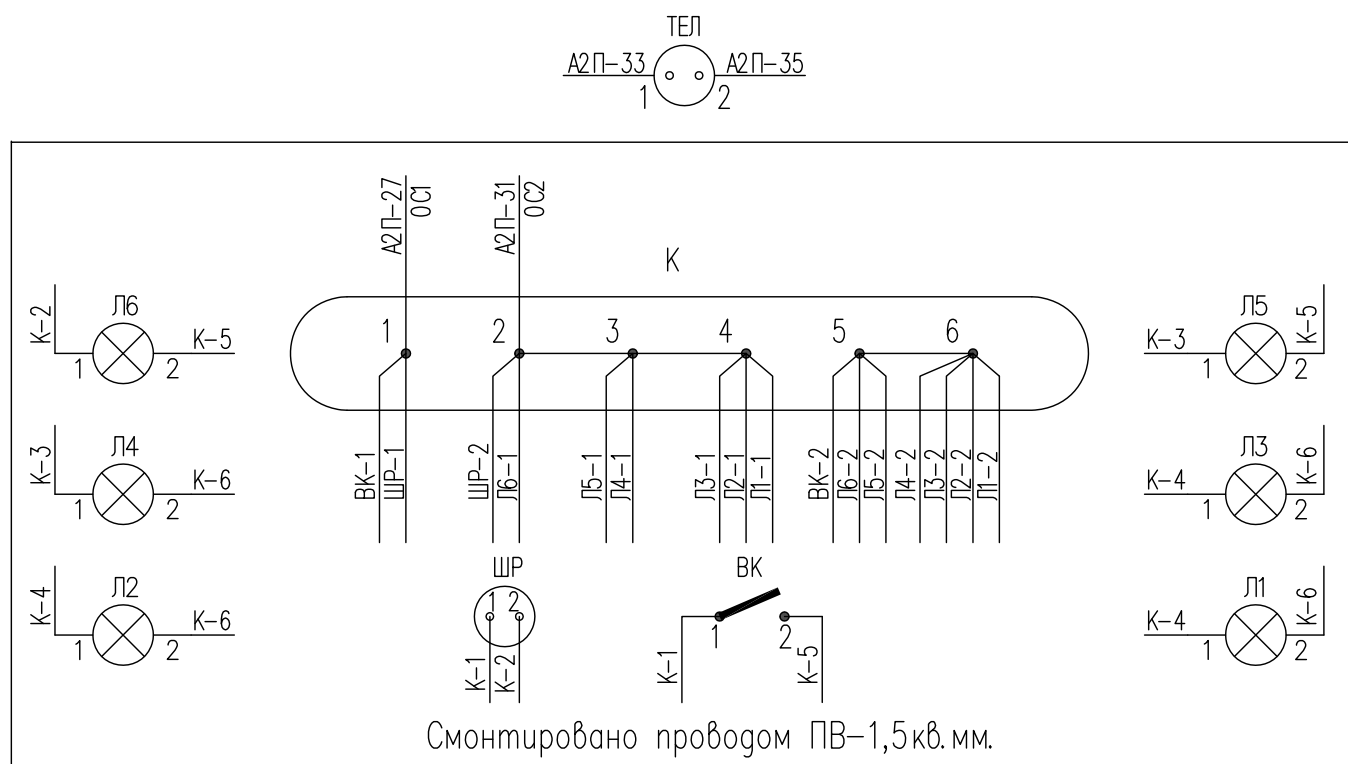 ТЕЛ
А2П-33 А2П-35
1 2
А2П-27
ОС1
А2П-31
ОС2
К
1 2 3 4 5 6
К-2
Л6
К-5
1 2
К-3
Л5
К-5
1 2
К-3
Л4
К-6
1 2
К-4
Л3
К-6
1 2
К-4
Л2
К-6
1 2
К-4
Л1
К-6
1 2
ВК-1
ШР-1
ШР-2
Л6-1
Л5-1
Л4-1
Л3-1
Л2-1
Л1-1
ВК-2
Л6-2
Л5-2
Л4-2
Л3-2
Л2-2
Л1-2
ШР
1 2
К-1
К-2
ВК
1 2
К-1
К-5
Смонтировано проводом ПВ-1,5кв.мм.